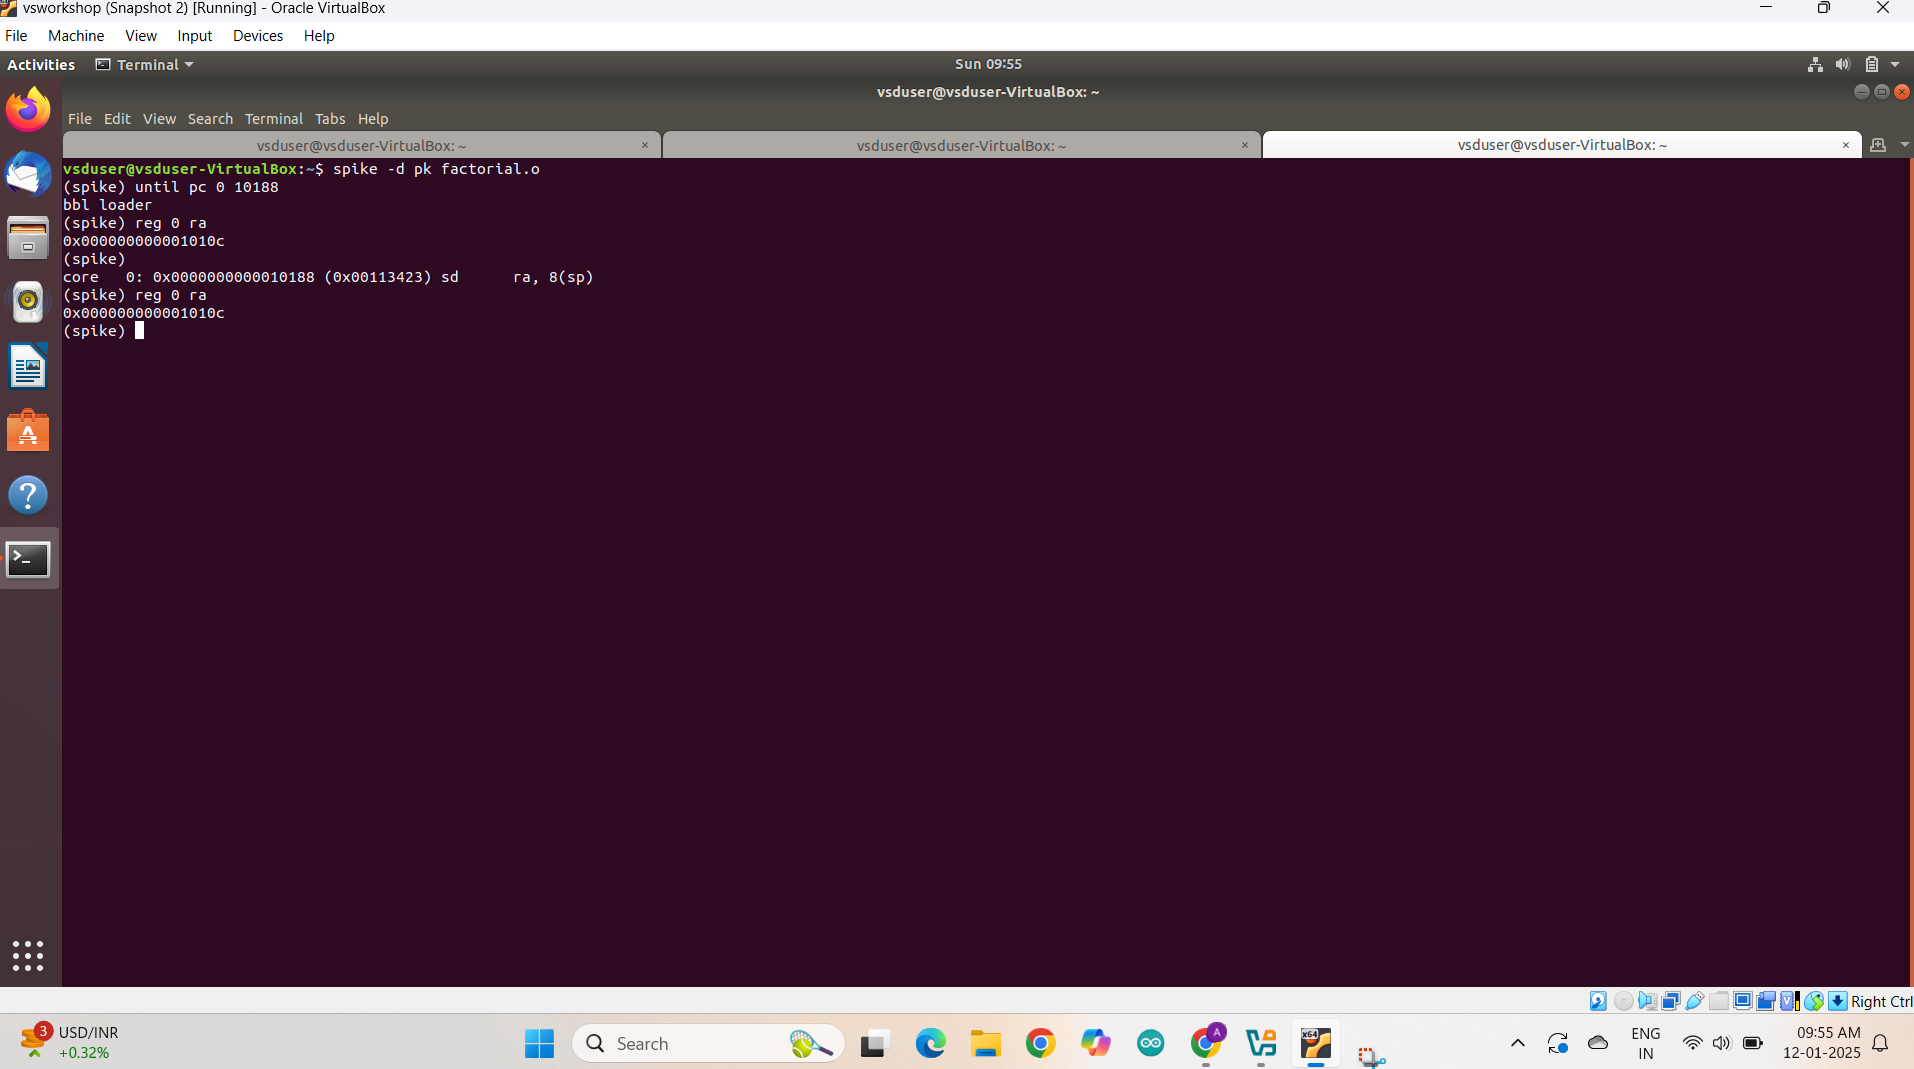 vsworkshop (Snapshot 2) [Running] - Oracle VirtualBox
File Machine View Input Devices Help
Activities Terminal Sun 09:55
vsduser@vsduser-VirtualBox: ~
File Edit View Search Terminal Tabs Help
vsduser@vsduser-VirtualBox: ~ × vsduser@vsduser-VirtualBox: ~ × vsduser@vsduser-VirtualBox: ~ ×
vsduser@vsduser-VirtualBox:~$ spike -d pk factorial.o
(spike) until pc 0 10188
bbl loader
(spike) reg 0 ra
0x000000000001010c
(spike)
core   0: 0x0000000000010188 (0x00113423) sd      ra, 8(sp)
(spike) reg 0 ra
0x000000000001010c
(spike)
Right Ctrl
3 USD/INR
+0.32%
Search
A
x64
ENG
IN
09:55 AM
12-01-2025